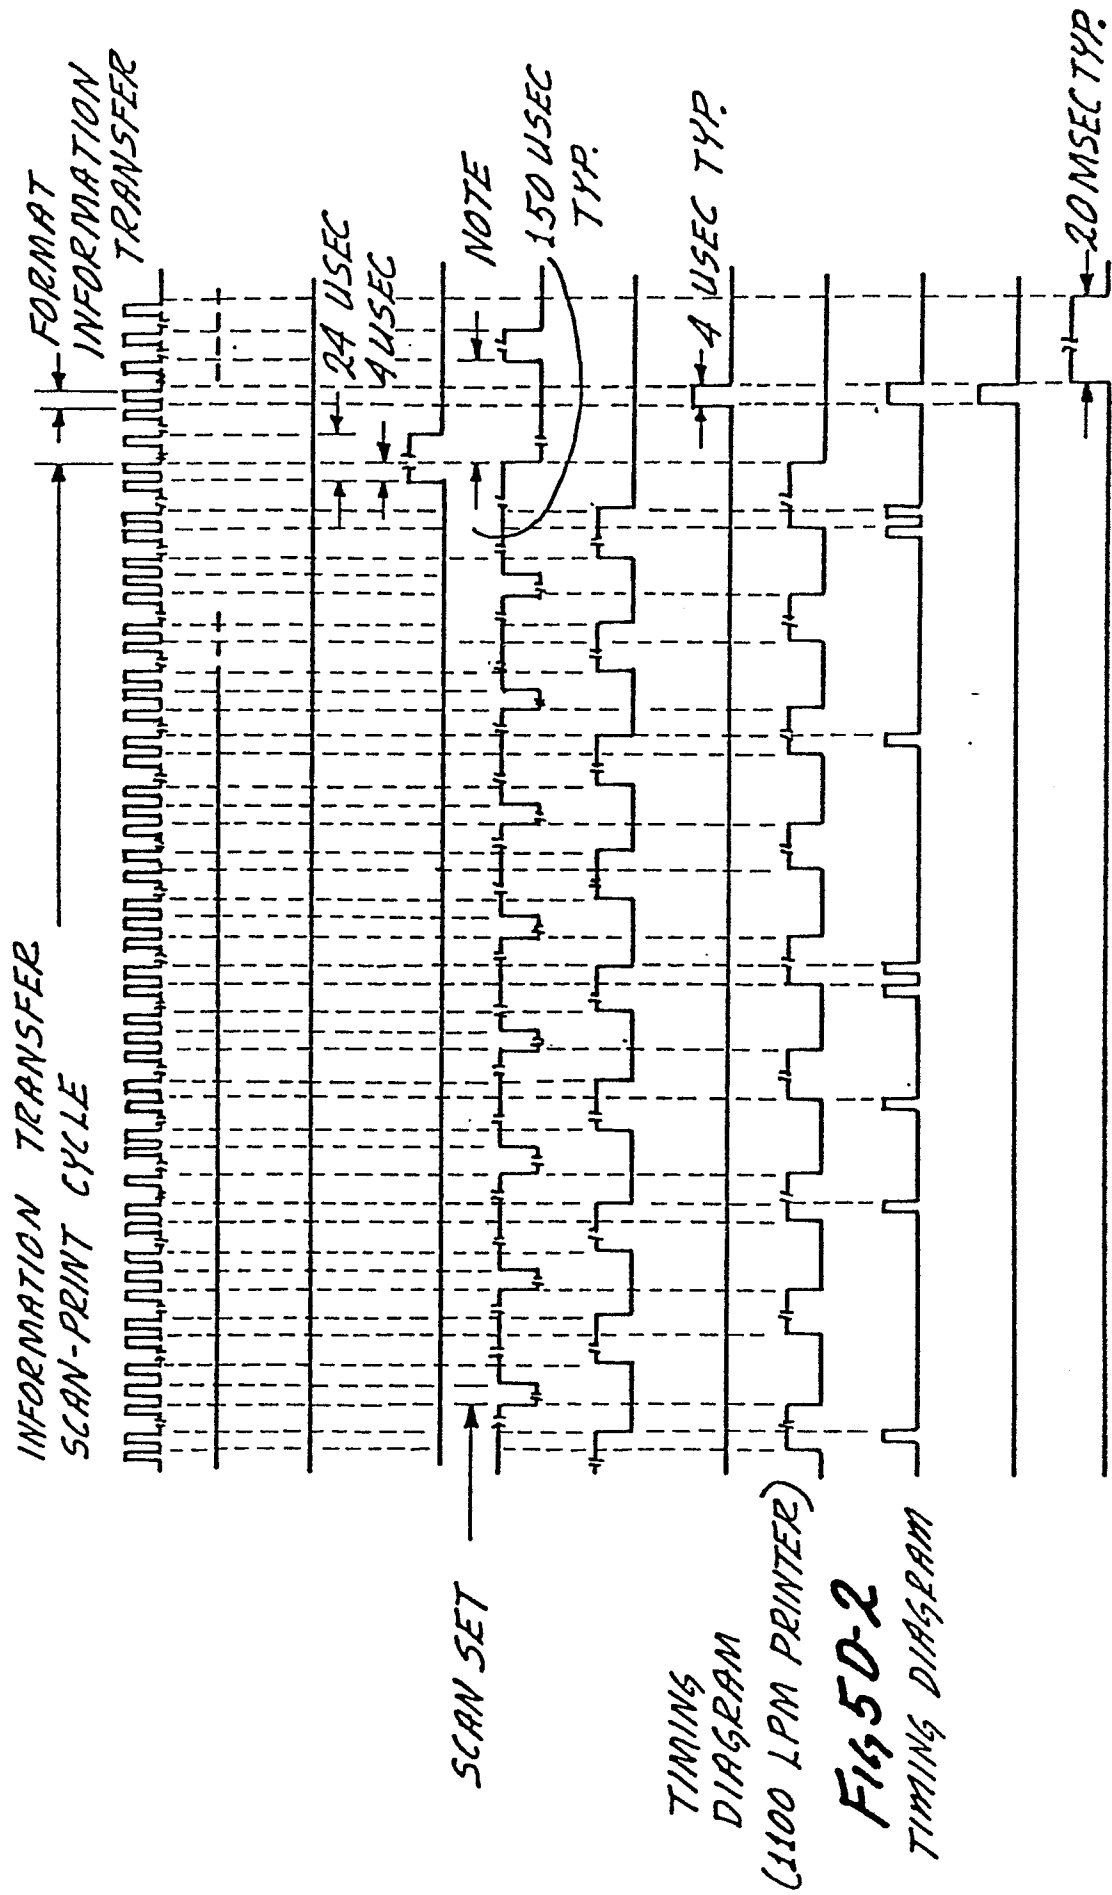 INFORMATION TRANSFER
SCAN-PRINT CYCLE
FORMAT
INFORMATION
TRANSFER
24 USEC
4 USEC
SCAN SET
NOTE
150 USEC
TYP.
4 USEC TYP.
20 MSEC TYP.
TIMING
DIAGRAM
(1100 LPM PRINTER)
FIG 5D-2
TIMING DIAGRAM